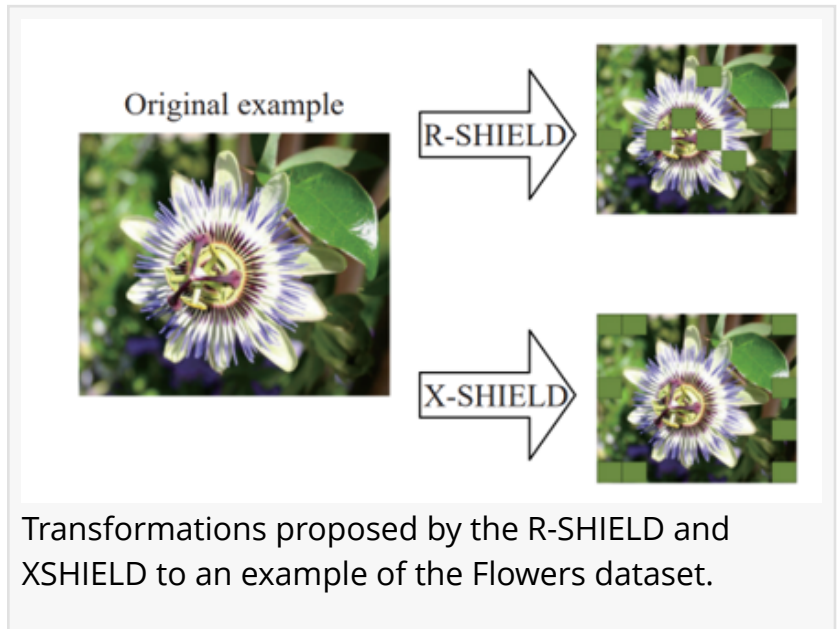 Original example
R-SHIELD
X-SHIELD
Transformations proposed by the R-SHIELD and
XSHIELD to an example of the Flowers dataset.